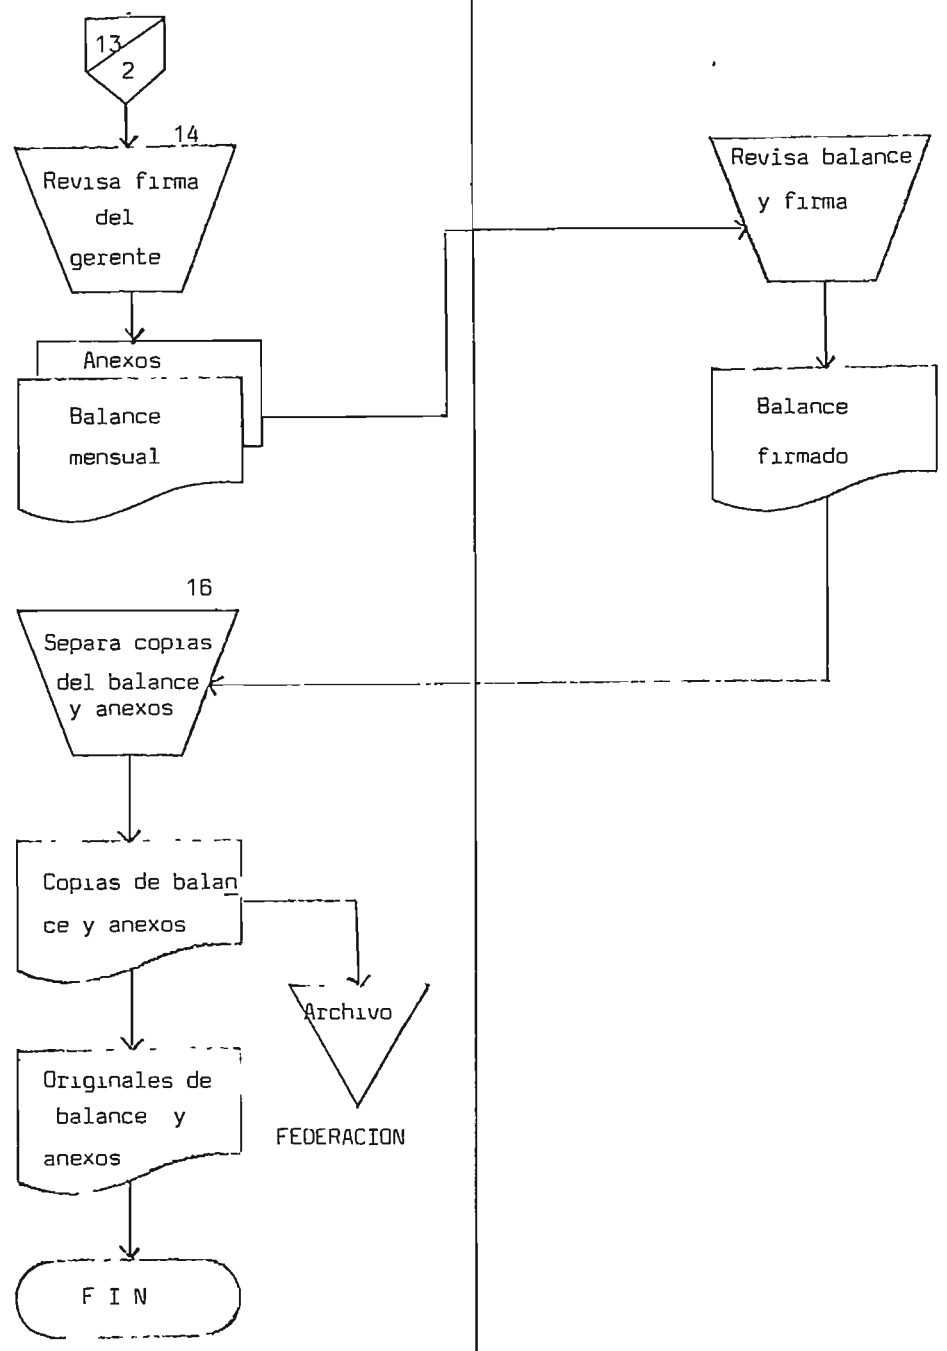 13
2
14
Revisa firma
del
gerente
Revisa balance
y firma
Anexos
Balance
mensual
Balance
firmado
16
Separa copias
del balance
y anexos
Copias de balan
ce y anexos
Archivo
FEDERACION
Originales de
balance y
anexos
F I N